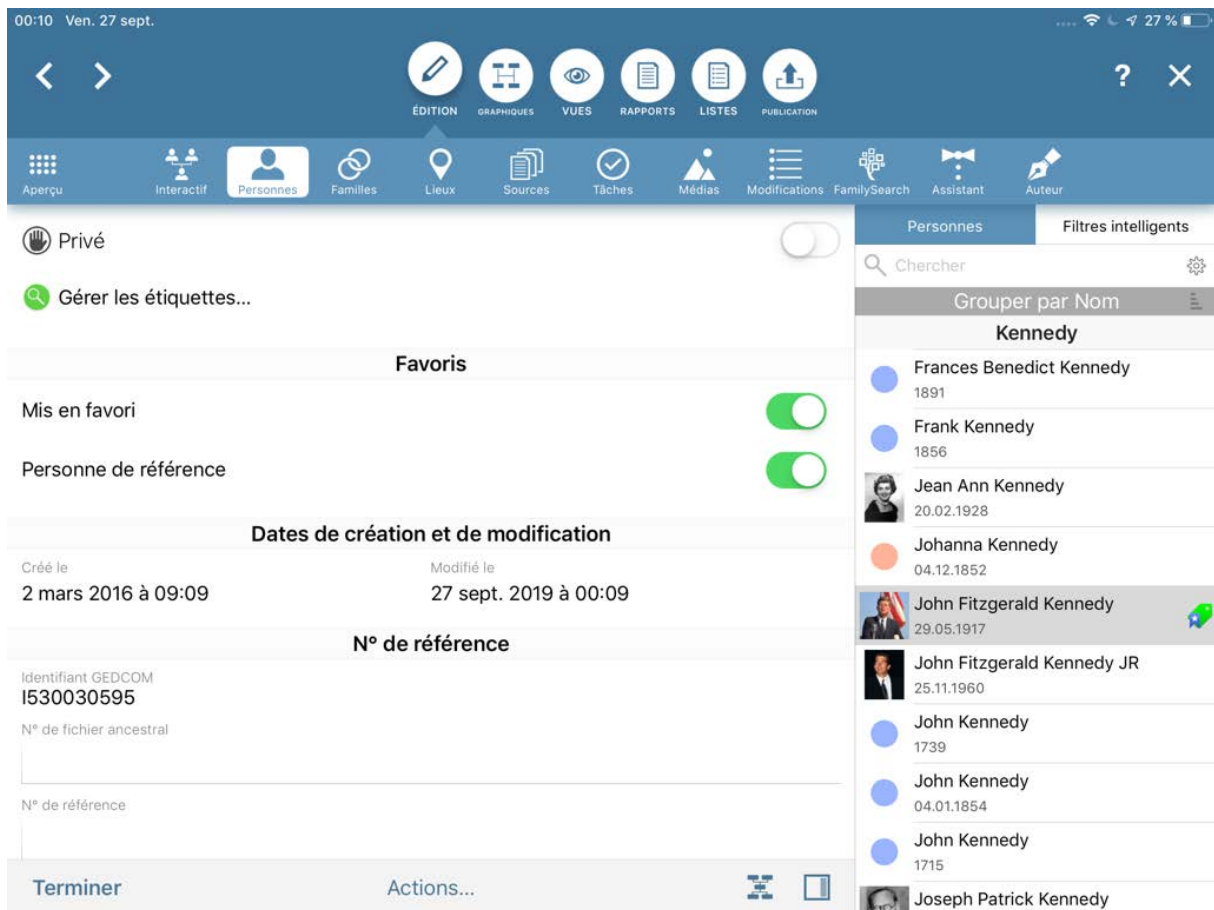 00:10 Ven. 27 sept.
27 %
ÉDITION
GRAPHIQUES
VUES
RAPPORTS
LISTES
PUBLICATION
?
Aperçu
Interactif
Personnes
Familles
Lieux
Sources
Tâches
Médias
Modifications
FamilySearch
Assistant
Auteur
Privé
Gérer les étiquettes...
Favoris
Mis en favori
Personne de référence
Dates de création et de modification
Créé le
2 mars 2016 à 09:09
Modifié le
27 sept. 2019 à 00:09
N° de référence
Identifiant GEDCOM
I530030595
N° de fichier ancestral
N° de référence
Terminer
Actions...
Personnes
Filtres intelligents
Chercher
Grouper par Nom
Kennedy
Frances Benedict Kennedy
1891
Frank Kennedy
1856
Jean Ann Kennedy
20.02.1928
Johanna Kennedy
04.12.1852
John Fitzgerald Kennedy
29.05.1917
John Fitzgerald Kennedy JR
25.11.1960
John Kennedy
1739
John Kennedy
04.01.1854
John Kennedy
1715
Joseph Patrick Kennedy